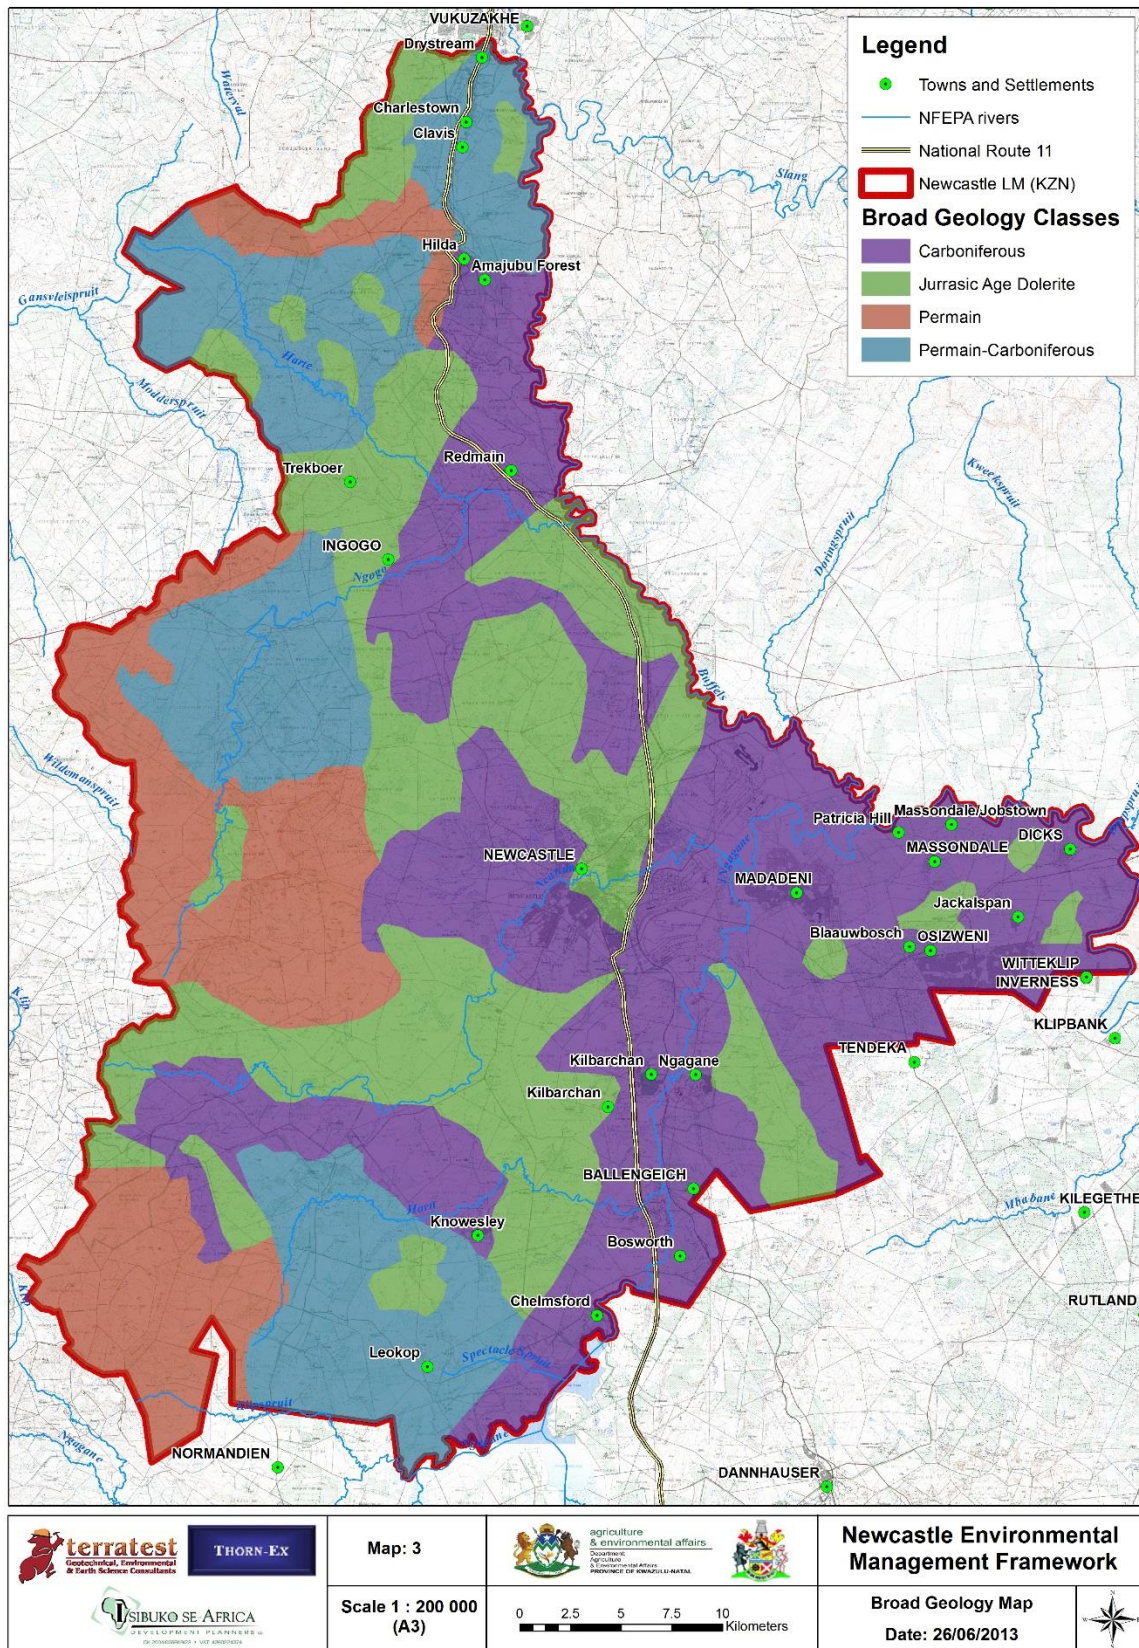 VUKUZAKHE
Drystream
Waterval
Charlestown
Clavis
Slang
Legend
Towns and Settlements
NFEPA rivers
National Route 11
Newcastle LM (KZN)
Broad Geology Classes
Carboniferous
Jurrasic Age Dolerite
Permain
Permain-Carboniferous
Hilda
Amajubu Forest
Gansvleispruit
Harte
Modderspruit
Trekboer
Redmain
Kweekspruit
Doringspruit
INGOGO
Ngogo
Buffels
Wildemanspruit
Patricia Hill
Massondale/Jobstown
DICKS
MASSONDALE
NEWCASTLE
Ncandu
Ngagane
MADADENI
Jackalspan
Blaauwbosch
OSIZWENI
WITTEKLIP
INVERNESS
Klip
KLIPBANK
TENDEKA
Kilbarchan
Ngagane
Kilbarchan
BALLENGEICH
Mbabane
KILEGETHE
Horn
Knowesley
Bosworth
Klip
Chelmsford
RUTLAND
Leokop
Spectacle Spruit
Klipspruit
Ngagane
NORMANDIEN
DANNHAUSER
terratest
Geotechnical, Environmental
& Earth Science Consultants
THORN-EX
ISIBUKO SE AFRICA
DEVELOPMENT PLANNERS
Map: 3
Scale 1 : 200 000
(A3)
agriculture
& environmental affairs
Department:
Agriculture
& Environmental Affairs
PROVINCE OF KWAZULU-NATAL
0 2.5 5 7.5 10
Kilometers
Newcastle Environmental
Management Framework
Broad Geology Map
Date: 26/06/2013